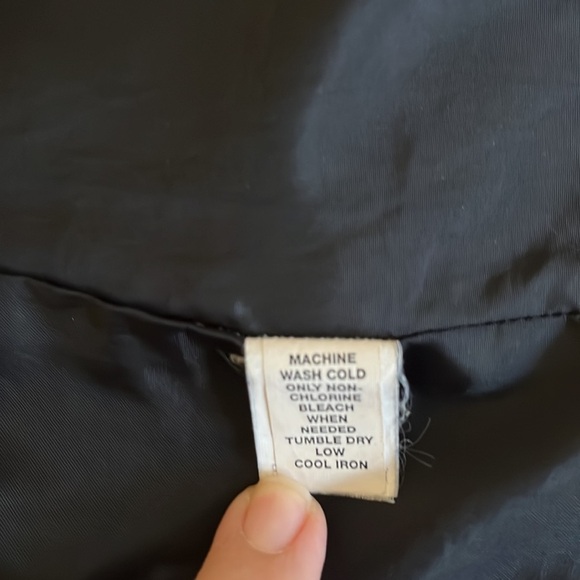 MACHINE
WASH COLD
ONLY NON-
CHLORINE
BLEACH
WHEN
NEEDED
TUMBLE DRY
LOW
COOL IRON